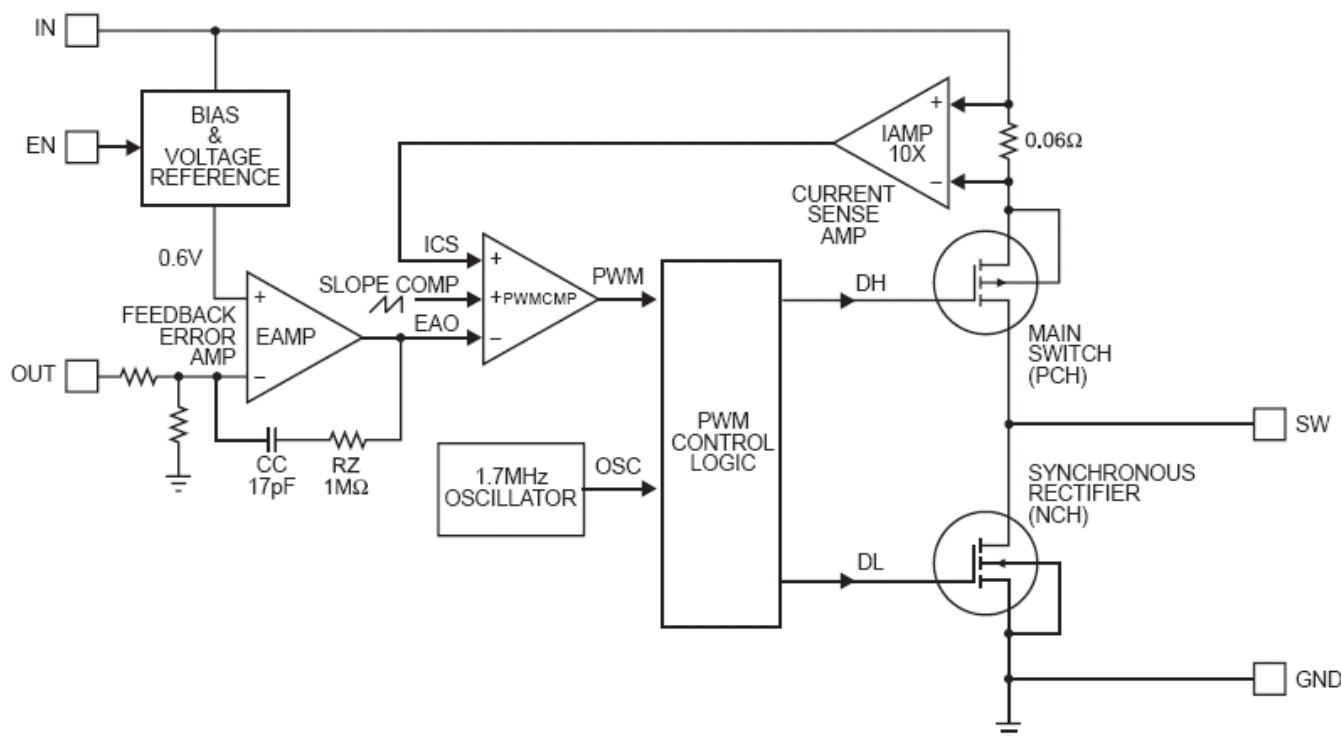 IN
BIAS
&
VOLTAGE
REFERENCE
EN
+
IAMP
10X
−
0.06Ω
CURRENT
SENSE
AMP
0.6V
ICS
+
SLOPE COMP
+
PWMCMP
PWM
EAO
−
FEEDBACK
ERROR
AMP
+
EAMP
−
OUT
CC
17pF
RZ
1MΩ
DH
MAIN
SWITCH
(PCH)
PWM
CONTROL
LOGIC
SW
1.7MHz
OSCILLATOR
OSC
SYNCHRONOUS
RECTIFIER
(NCH)
DL
GND